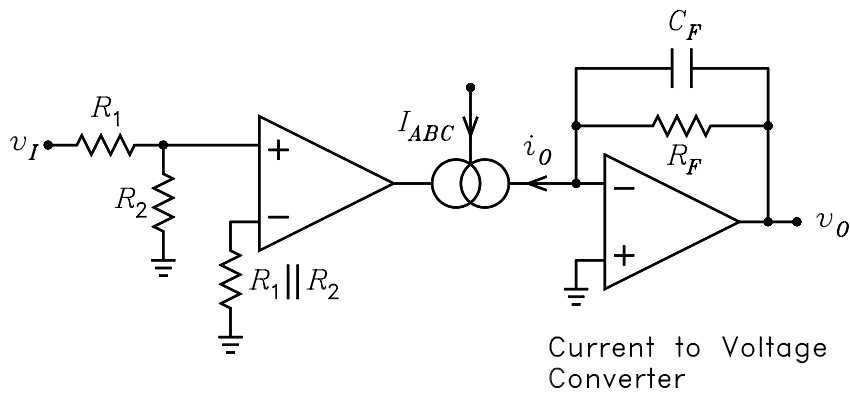 C_F
R_1
v_I
I_ABC
i_O
+
R_F
R_2
−
−
v_O
+
R_1||R_2
Current to Voltage
Converter